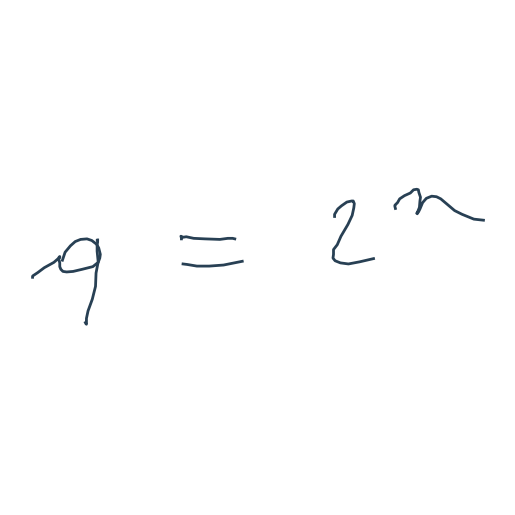 q = 2^n